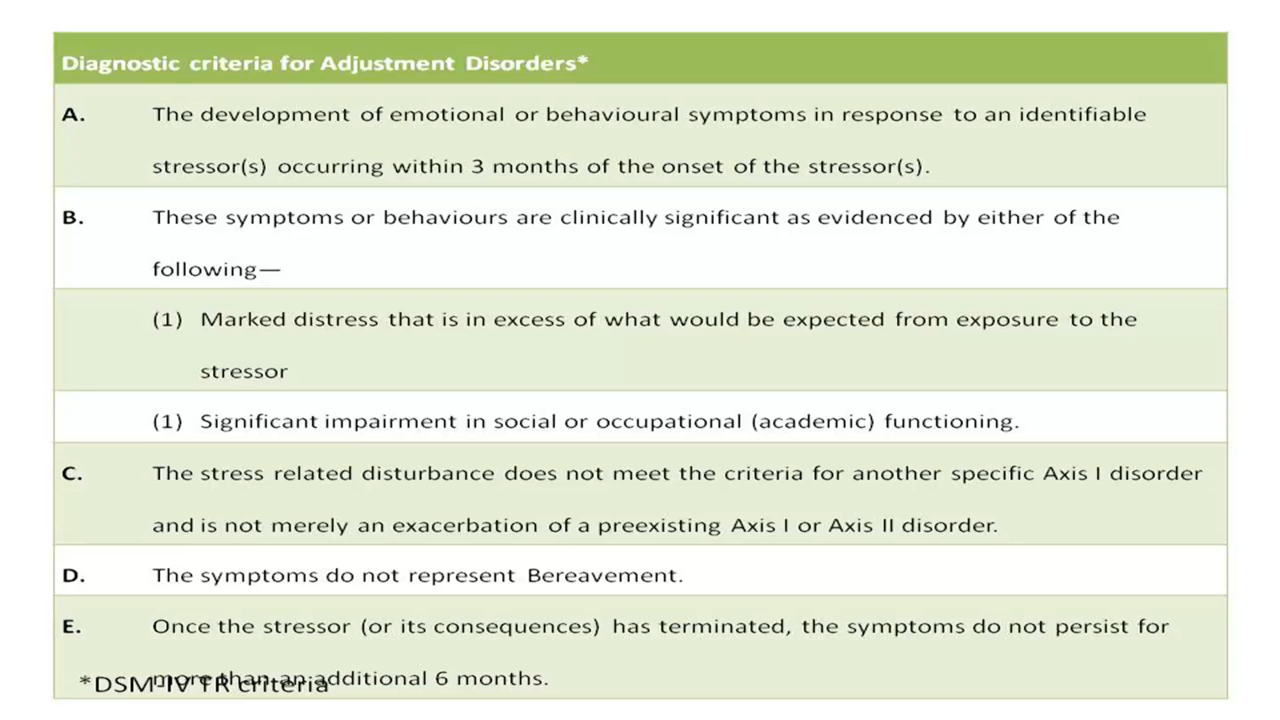 Diagnostic criteria for Adjustment Disorders*
A. The development of emotional or behavioural symptoms in response to an identifiable
stressor(s) occurring within 3 months of the onset of the stressor(s).
B. These symptoms or behaviours are clinically significant as evidenced by either of the
following—
(1) Marked distress that is in excess of what would be expected from exposure to the
stressor
(1) Significant impairment in social or occupational (academic) functioning.
C. The stress related disturbance does not meet the criteria for another specific Axis I disorder
and is not merely an exacerbation of a preexisting Axis I or Axis II disorder.
D. The symptoms do not represent Bereavement.
E. Once the stressor (or its consequences) has terminated, the symptoms do not persist for
more than an additional 6 months.
*DSM-IV TR criteria